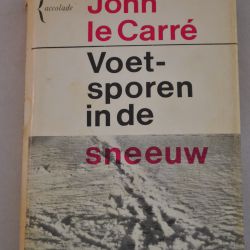 accolade
John
le Carré
Voet-
sporen
in de
sneeuw